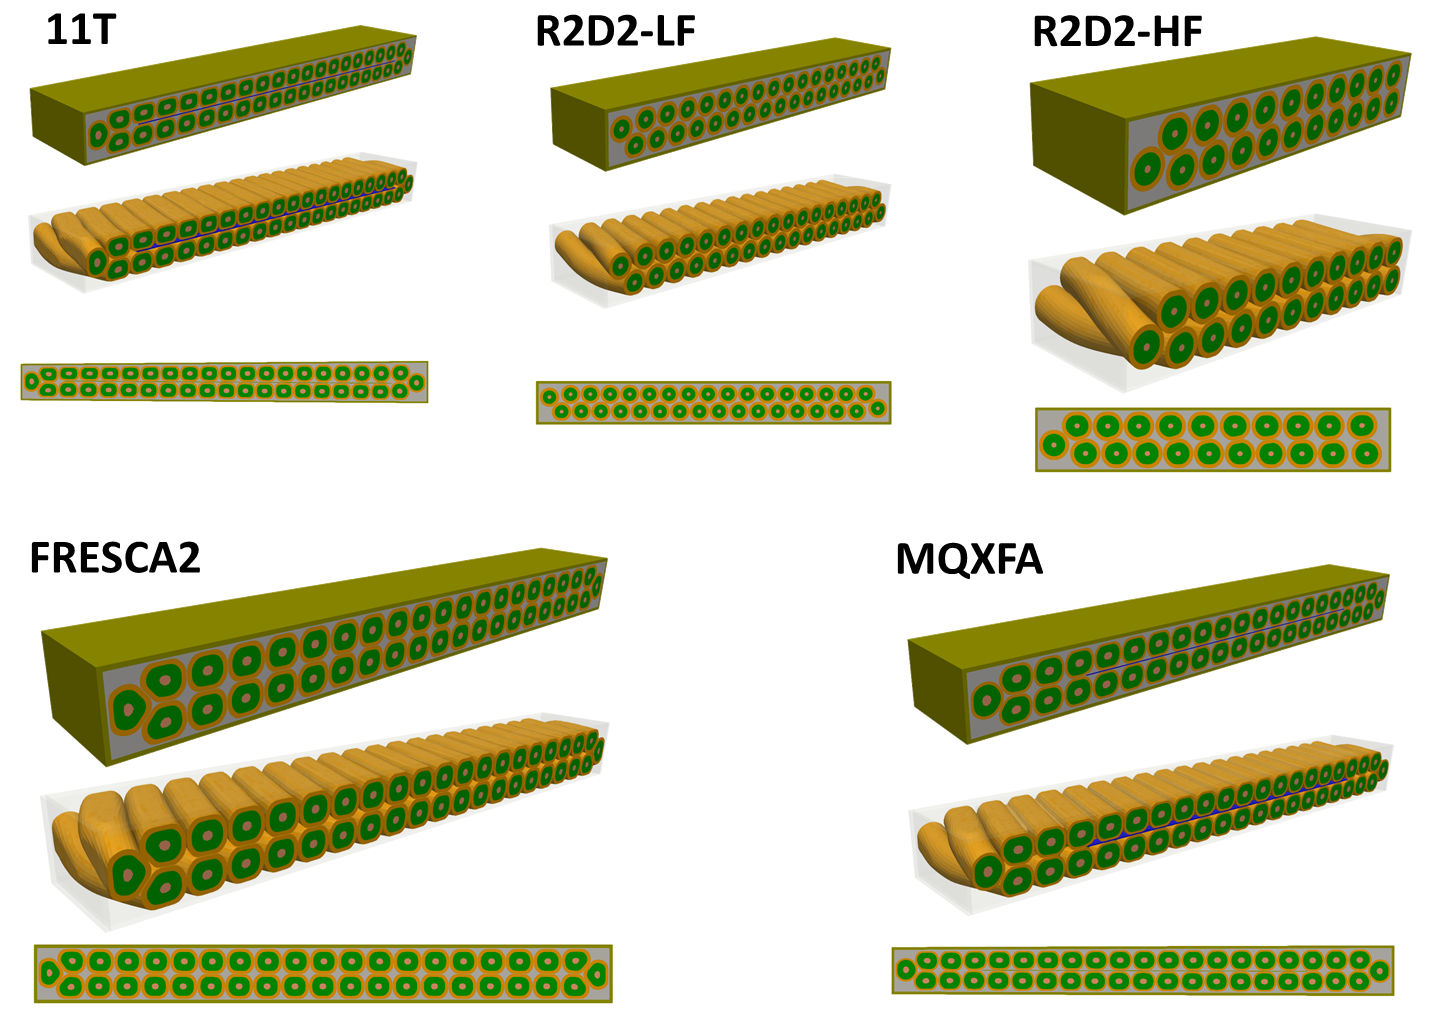 11T
R2D2-LF
R2D2-HF
FRESCA2
MQXFA